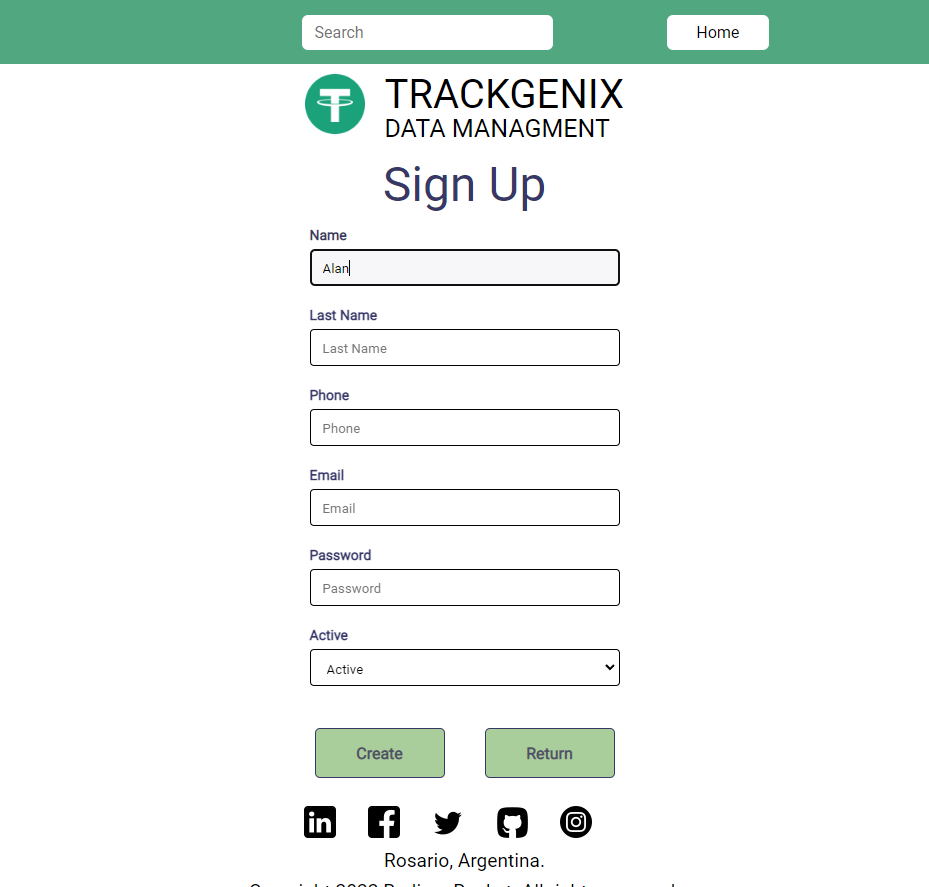 Search Home
TRACKGENIX
DATA MANAGMENT
Sign Up
Name
Alan
Last Name
Last Name
Phone
Phone
Email
Email
Password
Password
Active
Active
Create Return
Rosario, Argentina.